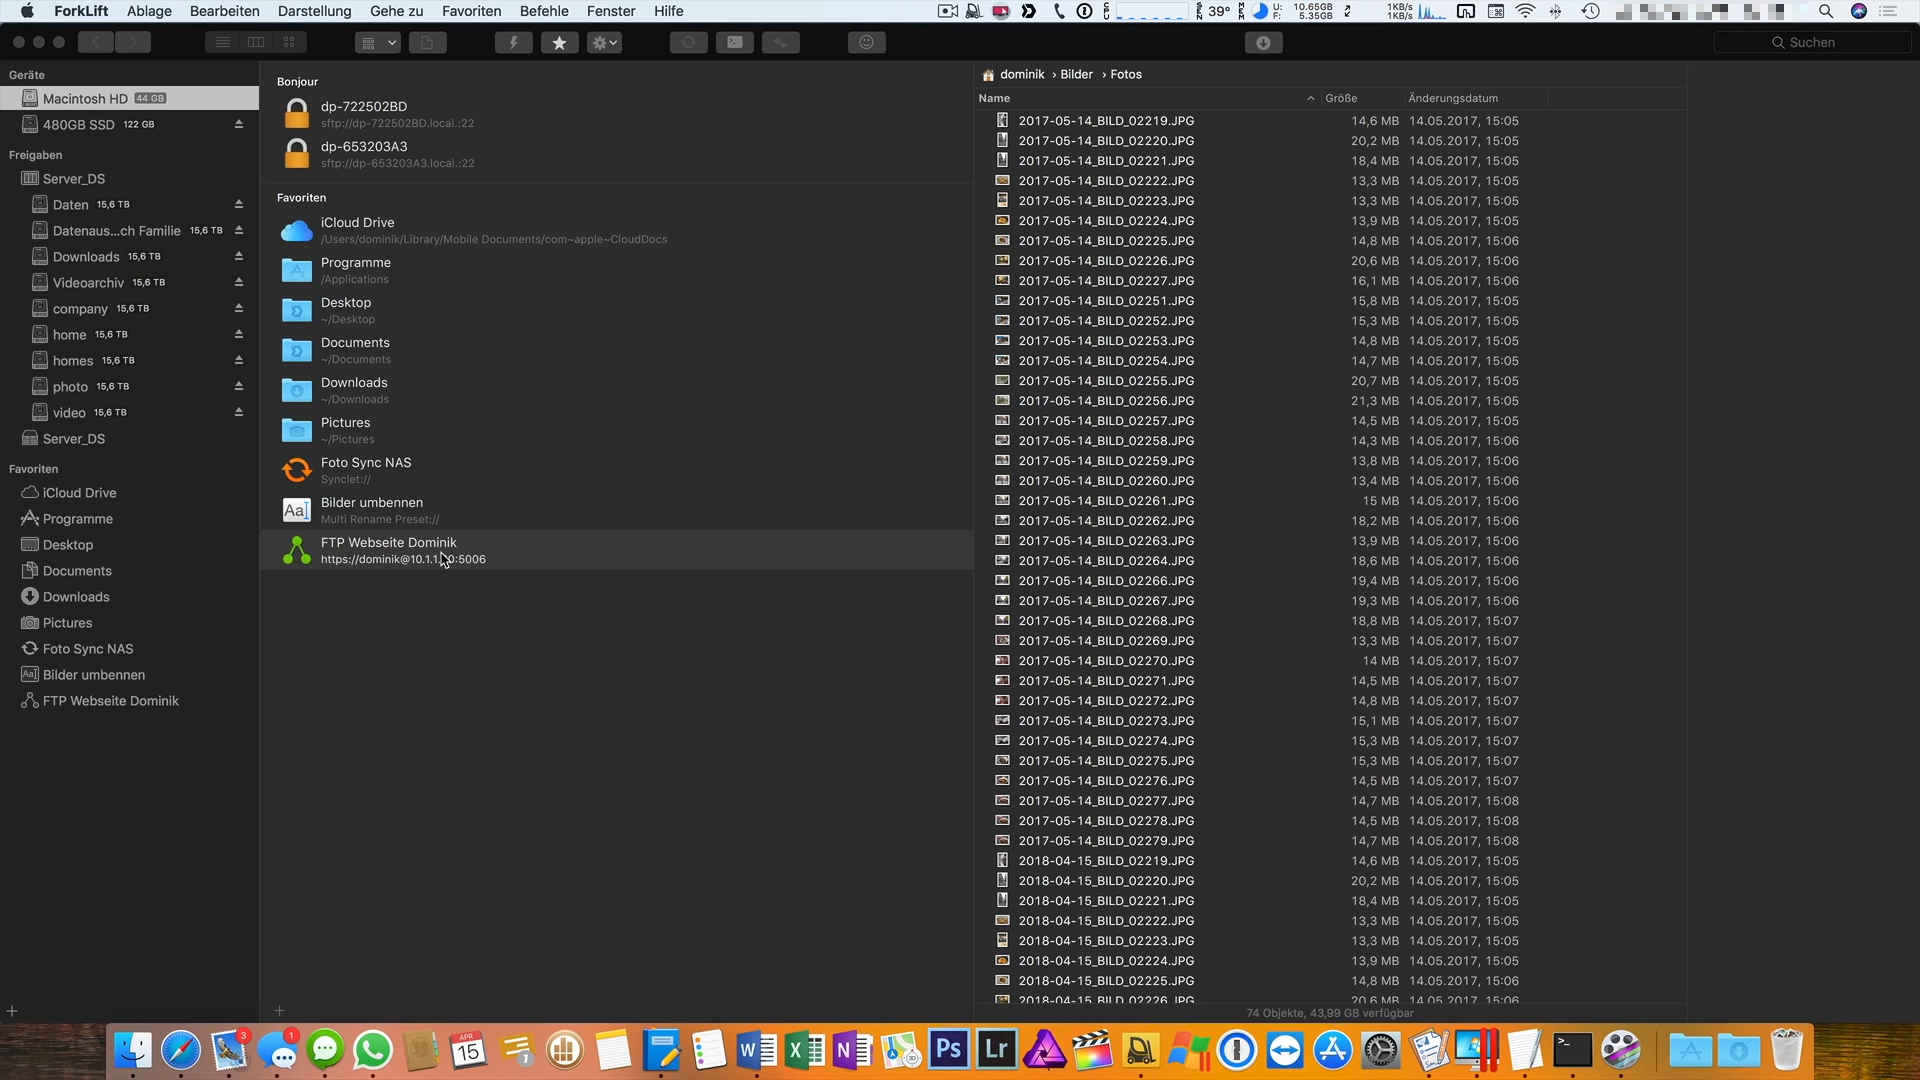 ForkLift Ablage Bearbeiten Darstellung Gehe zu Favoriten Befehle Fenster Hilfe
39° U: 10.65GB F: 5.35GB 1KB/s 1KB/s
Suchen
Geräte
Macintosh HD 44 GB
480GB SSD 122 GB
Freigaben
Server_DS
Daten 15,6 TB
Datenaus...ch Familie 15,6 TB
Downloads 15,6 TB
Videoarchiv 15,6 TB
company 15,6 TB
home 15,6 TB
homes 15,6 TB
photo 15,6 TB
video 15,6 TB
Server_DS
Favoriten
iCloud Drive
Programme
Desktop
Documents
Downloads
Pictures
Foto Sync NAS
Bilder umbennen
FTP Webseite Dominik
Bonjour
dp-722502BD
sftp://dp-722502BD.local.:22
dp-653203A3
sftp://dp-653203A3.local.:22
Favoriten
iCloud Drive
/Users/dominik/Library/Mobile Documents/com~apple~CloudDocs
Programme
/Applications
Desktop
~/Desktop
Documents
~/Documents
Downloads
~/Downloads
Pictures
~/Pictures
Foto Sync NAS
Synclet://
Bilder umbennen
Multi Rename Preset://
FTP Webseite Dominik
https://dominik@10.1.1. 0:5006
dominik › Bilder › Fotos
Name Größe Änderungsdatum
2017-05-14_BILD_02219.JPG 14,6 MB 14.05.2017, 15:05
2017-05-14_BILD_02220.JPG 20,2 MB 14.05.2017, 15:05
2017-05-14_BILD_02221.JPG 18,4 MB 14.05.2017, 15:05
2017-05-14_BILD_02222.JPG 13,3 MB 14.05.2017, 15:05
2017-05-14_BILD_02223.JPG 13,3 MB 14.05.2017, 15:05
2017-05-14_BILD_02224.JPG 13,9 MB 14.05.2017, 15:05
2017-05-14_BILD_02225.JPG 14,8 MB 14.05.2017, 15:06
2017-05-14_BILD_02226.JPG 20,6 MB 14.05.2017, 15:06
2017-05-14_BILD_02227.JPG 16,1 MB 14.05.2017, 15:06
2017-05-14_BILD_02251.JPG 15,8 MB 14.05.2017, 15:05
2017-05-14_BILD_02252.JPG 15,3 MB 14.05.2017, 15:05
2017-05-14_BILD_02253.JPG 14,8 MB 14.05.2017, 15:05
2017-05-14_BILD_02254.JPG 14,7 MB 14.05.2017, 15:05
2017-05-14_BILD_02255.JPG 20,7 MB 14.05.2017, 15:05
2017-05-14_BILD_02256.JPG 21,3 MB 14.05.2017, 15:05
2017-05-14_BILD_02257.JPG 14,5 MB 14.05.2017, 15:05
2017-05-14_BILD_02258.JPG 14,3 MB 14.05.2017, 15:06
2017-05-14_BILD_02259.JPG 13,8 MB 14.05.2017, 15:06
2017-05-14_BILD_02260.JPG 13,4 MB 14.05.2017, 15:06
2017-05-14_BILD_02261.JPG 15 MB 14.05.2017, 15:06
2017-05-14_BILD_02262.JPG 18,2 MB 14.05.2017, 15:06
2017-05-14_BILD_02263.JPG 13,9 MB 14.05.2017, 15:06
2017-05-14_BILD_02264.JPG 18,6 MB 14.05.2017, 15:06
2017-05-14_BILD_02266.JPG 19,4 MB 14.05.2017, 15:06
2017-05-14_BILD_02267.JPG 19,3 MB 14.05.2017, 15:06
2017-05-14_BILD_02268.JPG 18,8 MB 14.05.2017, 15:07
2017-05-14_BILD_02269.JPG 13,3 MB 14.05.2017, 15:07
2017-05-14_BILD_02270.JPG 14 MB 14.05.2017, 15:07
2017-05-14_BILD_02271.JPG 14,5 MB 14.05.2017, 15:07
2017-05-14_BILD_02272.JPG 14,8 MB 14.05.2017, 15:07
2017-05-14_BILD_02273.JPG 15,1 MB 14.05.2017, 15:07
2017-05-14_BILD_02274.JPG 15,3 MB 14.05.2017, 15:07
2017-05-14_BILD_02275.JPG 15,3 MB 14.05.2017, 15:07
2017-05-14_BILD_02276.JPG 14,5 MB 14.05.2017, 15:07
2017-05-14_BILD_02277.JPG 14,7 MB 14.05.2017, 15:08
2017-05-14_BILD_02278.JPG 14,5 MB 14.05.2017, 15:08
2017-05-14_BILD_02279.JPG 14,7 MB 14.05.2017, 15:08
2018-04-15_BILD_02219.JPG 14,6 MB 14.05.2017, 15:05
2018-04-15_BILD_02220.JPG 20,2 MB 14.05.2017, 15:05
2018-04-15_BILD_02221.JPG 18,4 MB 14.05.2017, 15:05
2018-04-15_BILD_02222.JPG 13,3 MB 14.05.2017, 15:05
2018-04-15_BILD_02223.JPG 13,3 MB 14.05.2017, 15:05
2018-04-15_BILD_02224.JPG 13,9 MB 14.05.2017, 15:05
2018-04-15_BILD_02225.JPG 14,8 MB 14.05.2017, 15:06
2018-04-15_BILD_02226.JPG 20,6 MB 14.05.2017, 15:06
74 Objekte, 43,99 GB verfügbar
3 1 APR 15 1 W X N Ps Lr